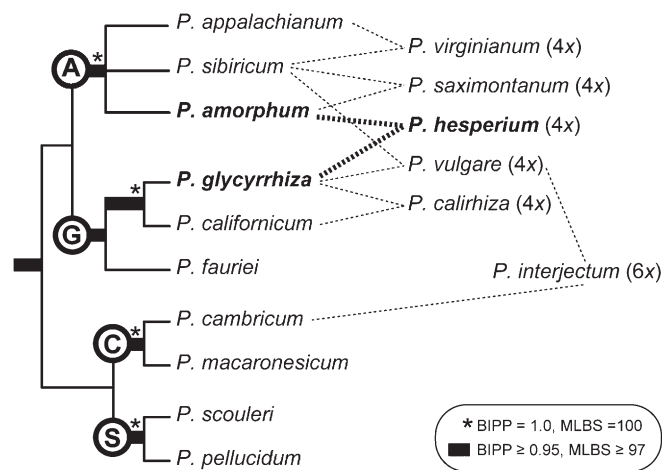 P. appalachianum
P. virginianum (4x)
A *
P. sibiricum
P. saximontanum (4x)
P. amorphum
P. hesperium (4x)
P. vulgare (4x)
P. glycyrrhiza
*
P. calirhiza (4x)
P. californicum
G
P. fauriei
P. interjectum (6x)
P. cambricum
C *
P. macaronesicum
P. scouleri
S *
P. pellucidum
* BIPP = 1.0, MLBS =100
BIPP ≥ 0.95, MLBS ≥ 97